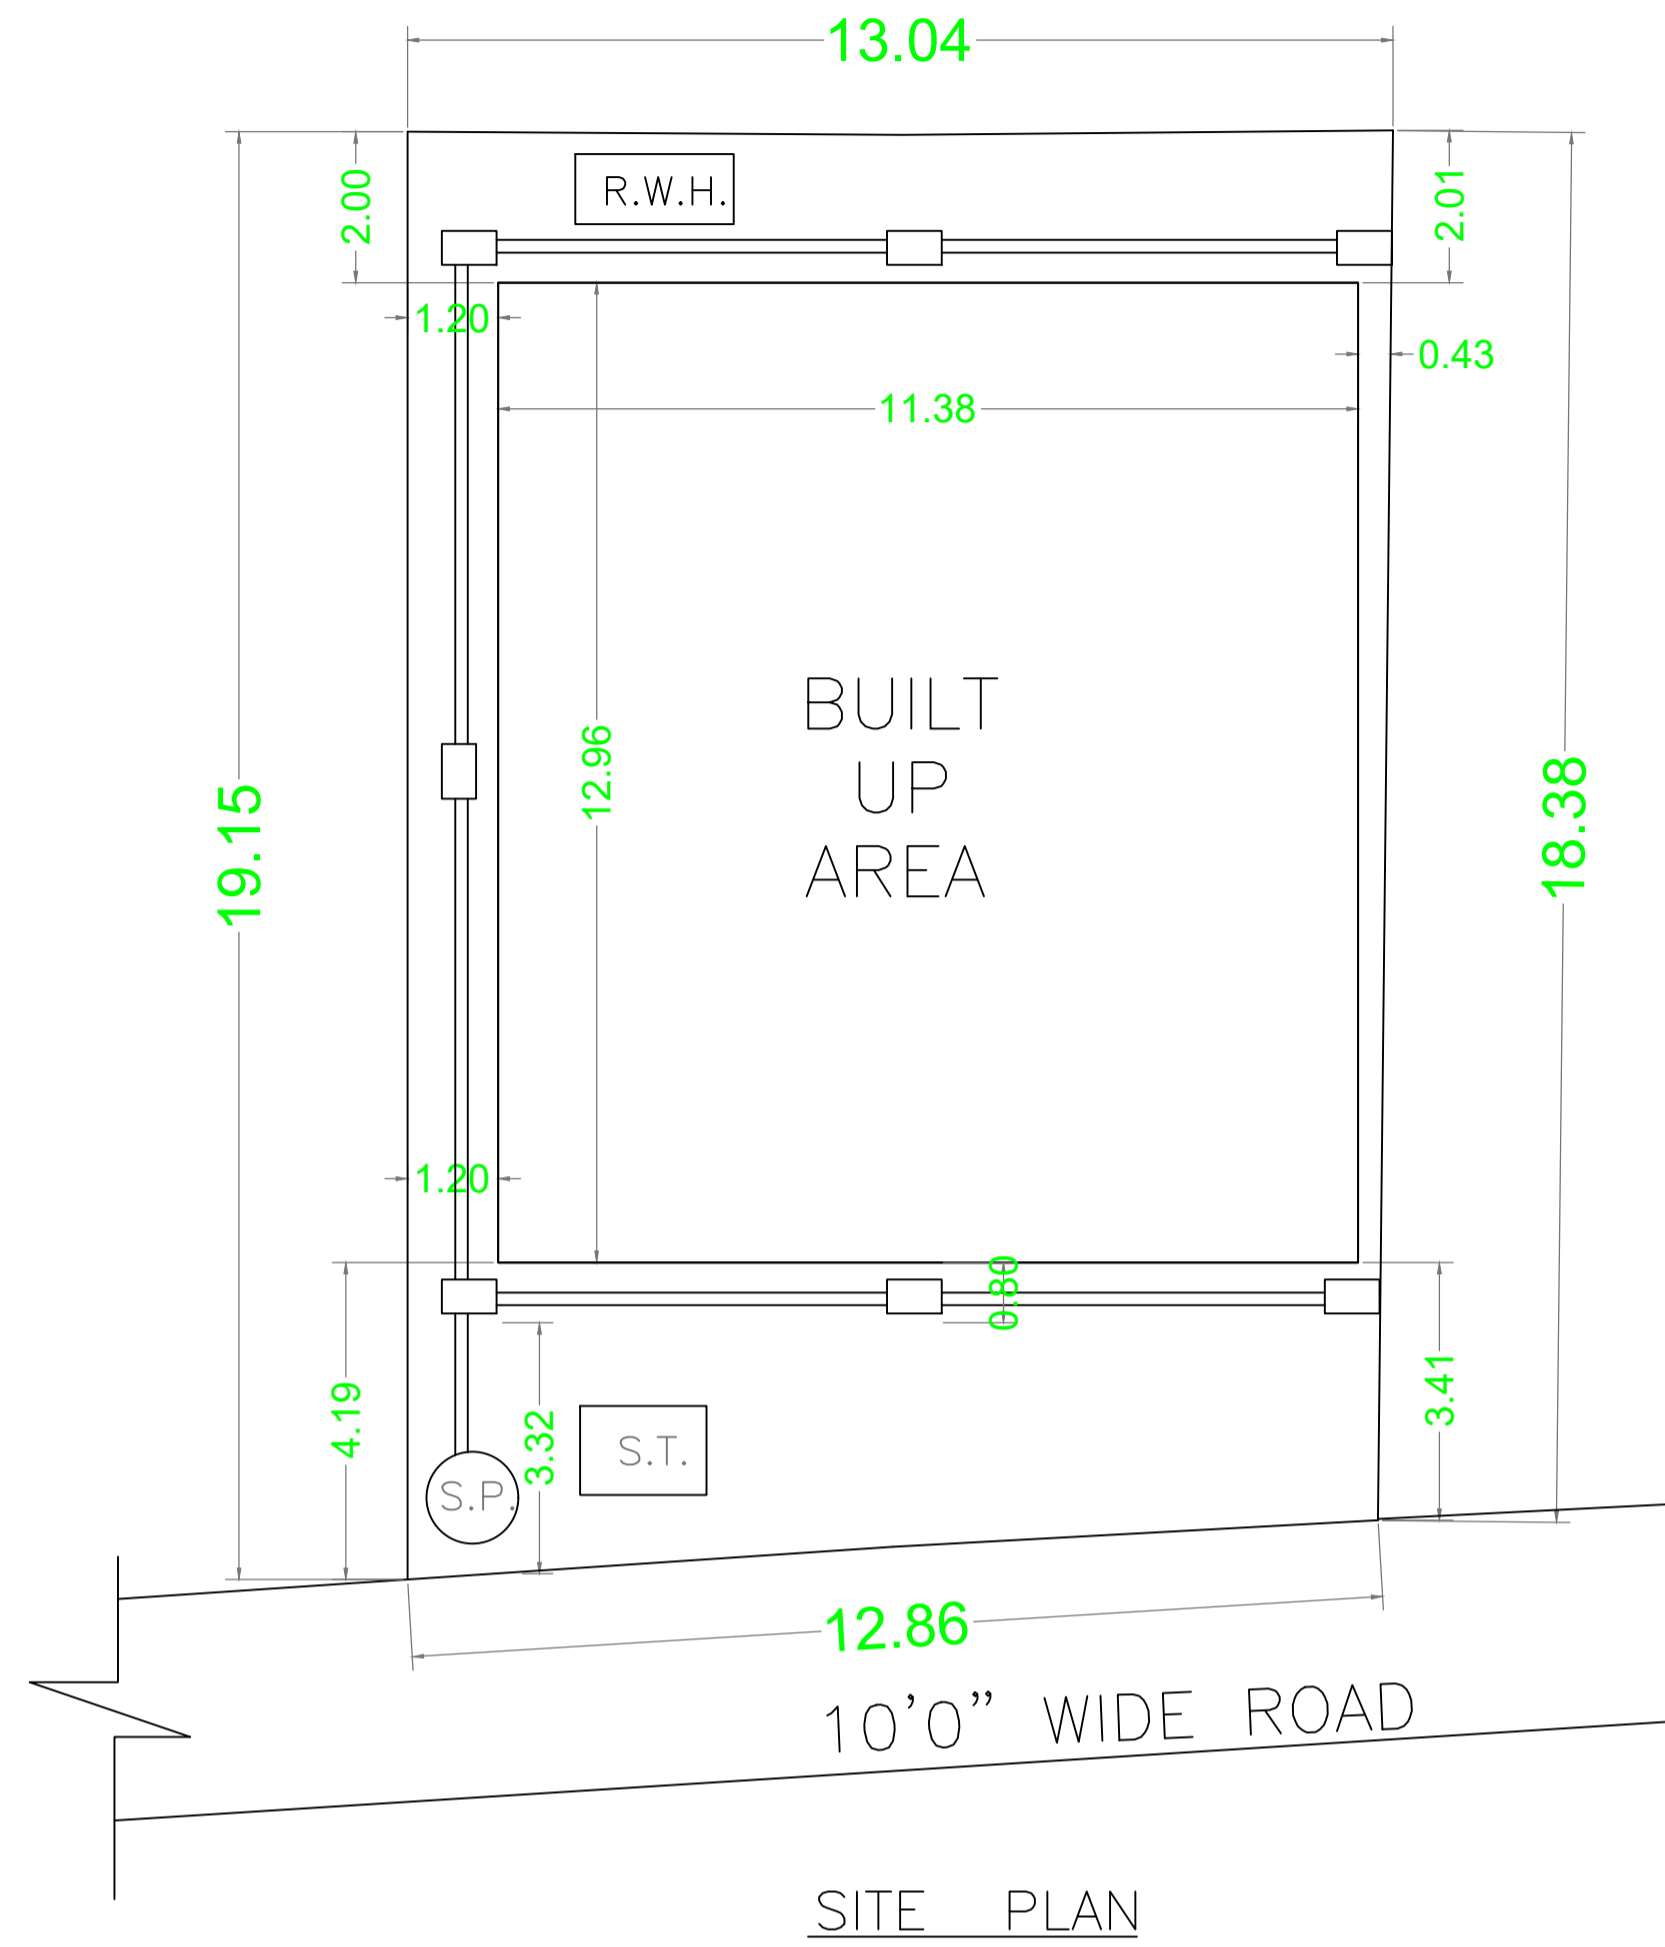 13.04
2.00
R.W.H.
2.01
1.20
0.43
11.38
BUILT
UP
AREA
12.96
19.15
18.38
1.20
0.80
4.19
3.32
S.T.
3.41
S.P.
12.86
10'0" WIDE ROAD
SITE PLAN